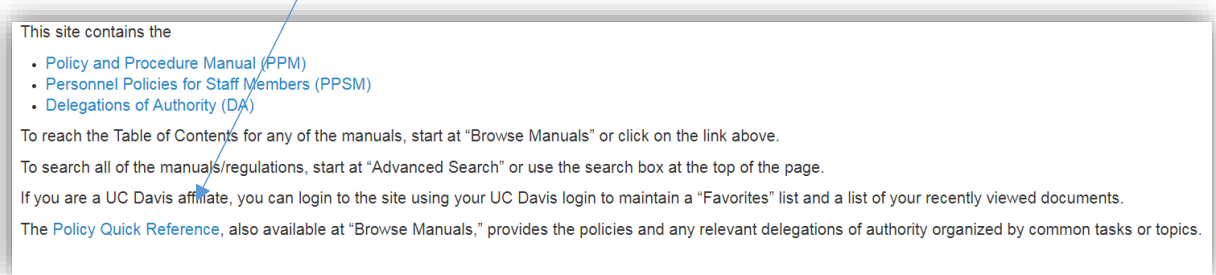 This site contains the
• Policy and Procedure Manual (PPM)
• Personnel Policies for Staff Members (PPSM)
• Delegations of Authority (DA)
To reach the Table of Contents for any of the manuals, start at “Browse Manuals” or click on the link above.
To search all of the manuals/regulations, start at “Advanced Search” or use the search box at the top of the page.
If you are a UC Davis affiliate, you can login to the site using your UC Davis login to maintain a “Favorites” list and a list of your recently viewed documents.
The Policy Quick Reference, also available at “Browse Manuals,” provides the policies and any relevant delegations of authority organized by common tasks or topics.